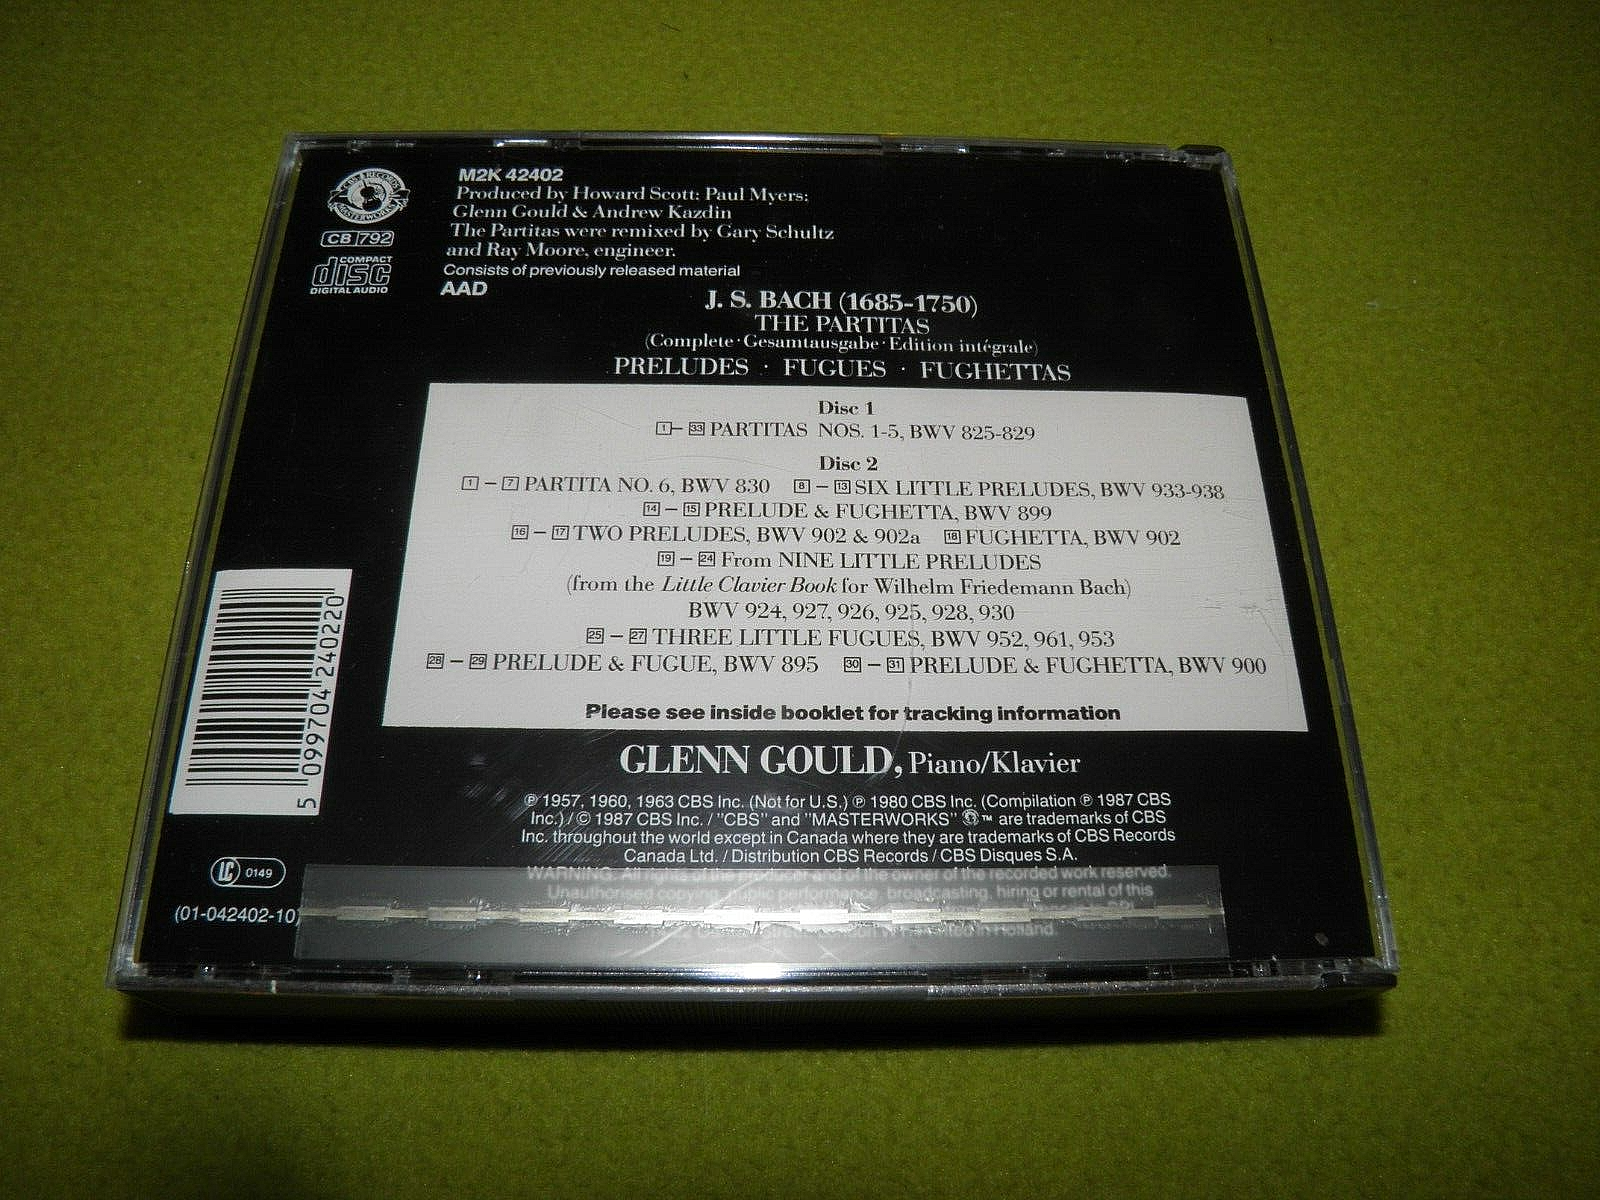 M2K 42402
Produced by Howard Scott: Paul Myers:
Glenn Gould & Andrew Kazdin
The Partitas were remixed by Gary Schultz
and Ray Moore, engineer.
Consists of previously released material
AAD
CBS RECORDS
MASTERWORKS
CB 792
COMPACT
disc
DIGITAL AUDIO
J. S. BACH (1685-1750)
THE PARTITAS
(Complete · Gesamtausgabe · Edition intégrale)
PRELUDES · FUGUES · FUGHETTAS
Disc 1
1 – 33 PARTITAS NOS. 1-5, BWV 825-829
Disc 2
1 – 7 PARTITA NO. 6, BWV 830 8 – 13 SIX LITTLE PRELUDES, BWV 933-938
14 – 15 PRELUDE & FUGHETTA, BWV 899
16 – 17 TWO PRELUDES, BWV 902 & 902a 18 FUGHETTA, BWV 902
19 – 24 From NINE LITTLE PRELUDES
(from the Little Clavier Book for Wilhelm Friedemann Bach)
BWV 924, 927, 926, 925, 928, 930
25 – 27 THREE LITTLE FUGUES, BWV 952, 961, 953
28 – 29 PRELUDE & FUGUE, BWV 895 30 – 31 PRELUDE & FUGHETTA, BWV 900
Please see inside booklet for tracking information
GLENN GOULD, Piano/Klavier
℗ 1957, 1960, 1963 CBS Inc. (Not for U.S.) ℗ 1980 CBS Inc. (Compilation ℗ 1987 CBS
Inc.) / © 1987 CBS Inc. / "CBS" and "MASTERWORKS" ™ are trademarks of CBS
Inc. throughout the world except in Canada where they are trademarks of CBS Records
Canada Ltd. / Distribution CBS Records / CBS Disques S.A.
WARNING. All rights of the producer and of the owner of the recorded work reserved.
Unauthorised copying, public performance, broadcasting, hiring or rental of this
in Holland.
5 099704 240220
LC 0149
(01-042402-10)